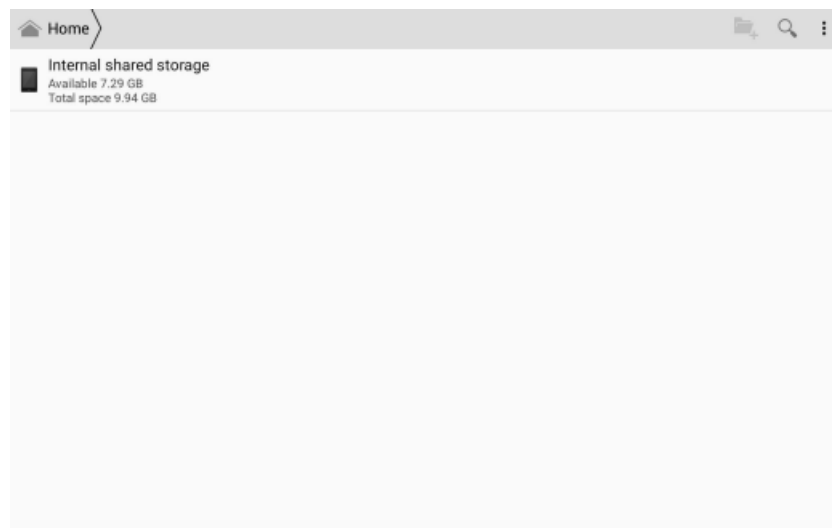 Home
Internal shared storage
Available 7.29 GB
Total space 9.94 GB